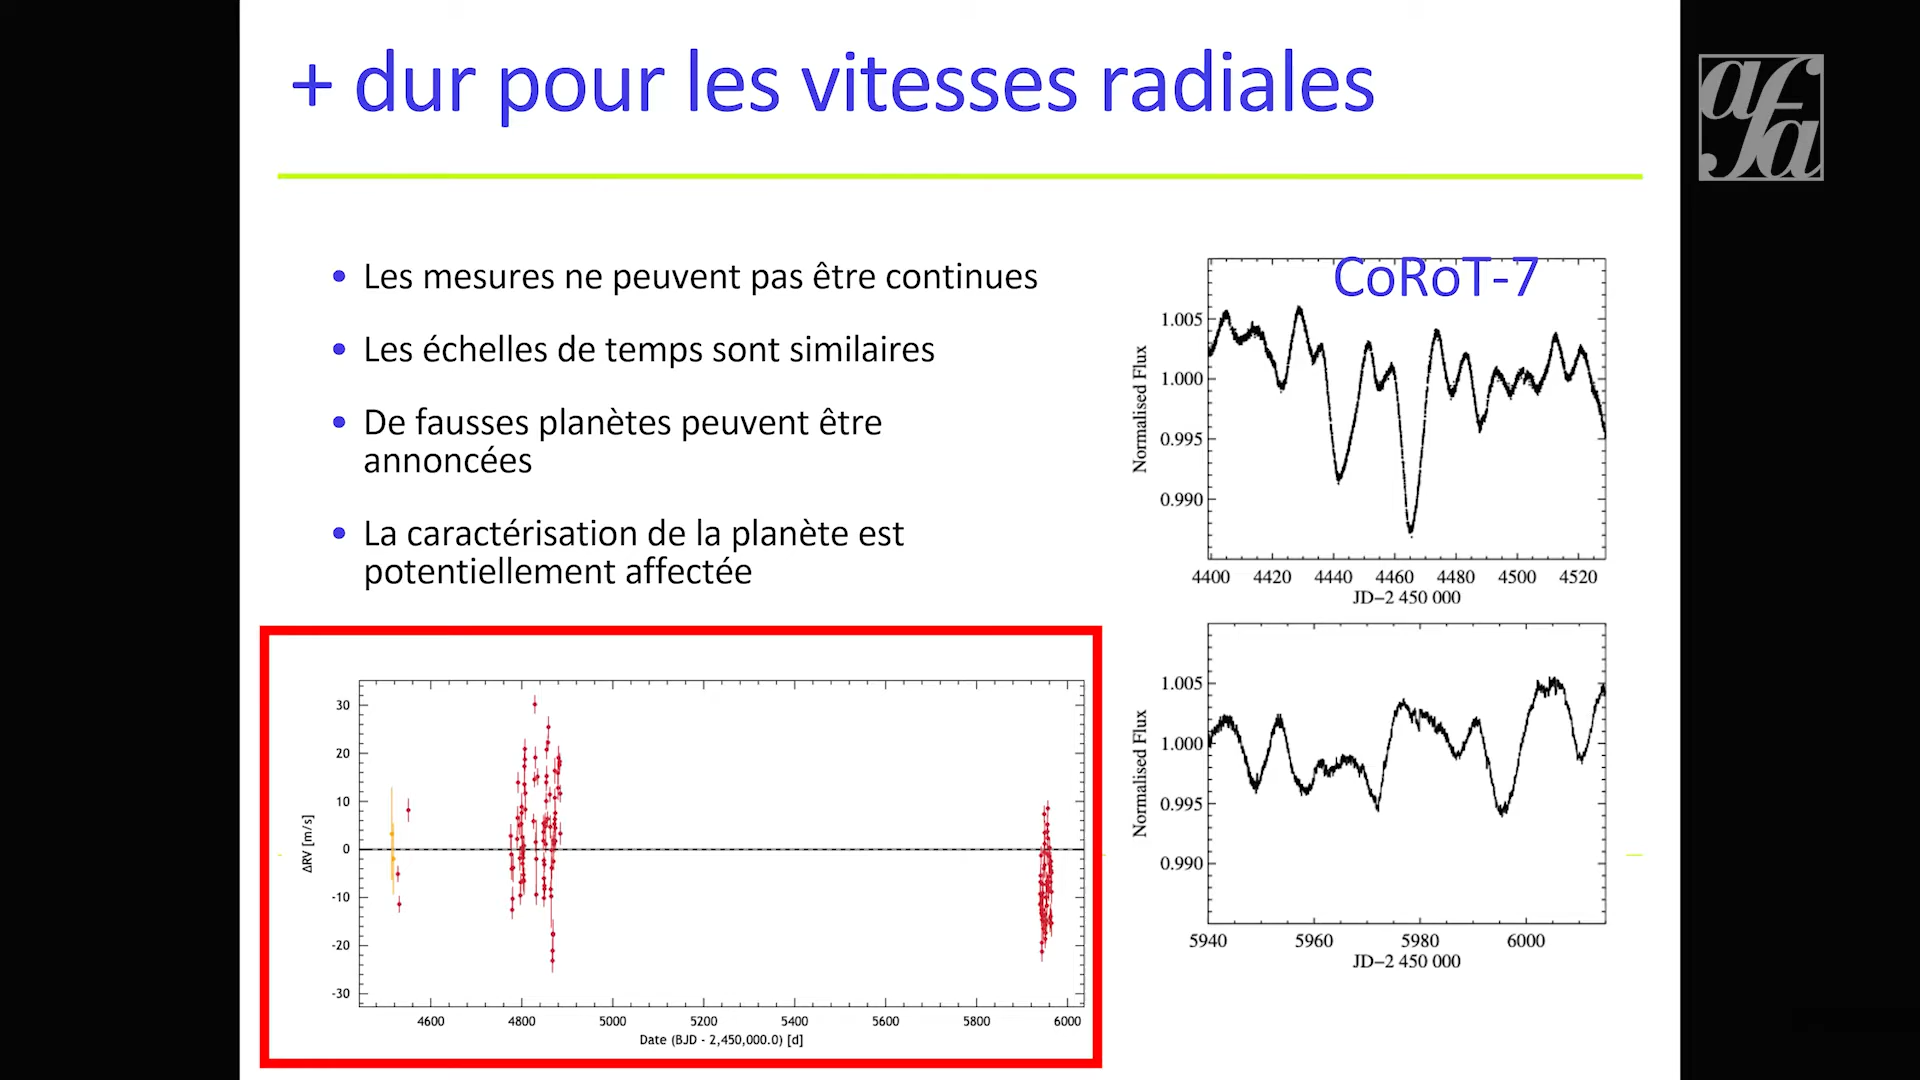 + dur pour les vitesses radiales
afa
• Les mesures ne peuvent pas être continues
• Les échelles de temps sont similaires
• De fausses planètes peuvent être
annoncées
• La caractérisation de la planète est
potentiellement affectée
CoRoT-7
Normalised Flux
1.005
1.000
0.995
0.990
4400 4420 4440 4460 4480 4500 4520
JD−2 450 000
Normalised Flux
1.005
1.000
0.995
0.990
5940 5960 5980 6000
JD−2 450 000
ΔRV [m/s]
30
20
10
0
-10
-20
-30
4600 4800 5000 5200 5400 5600 5800 6000
Date (BJD - 2,450,000.0) [d]